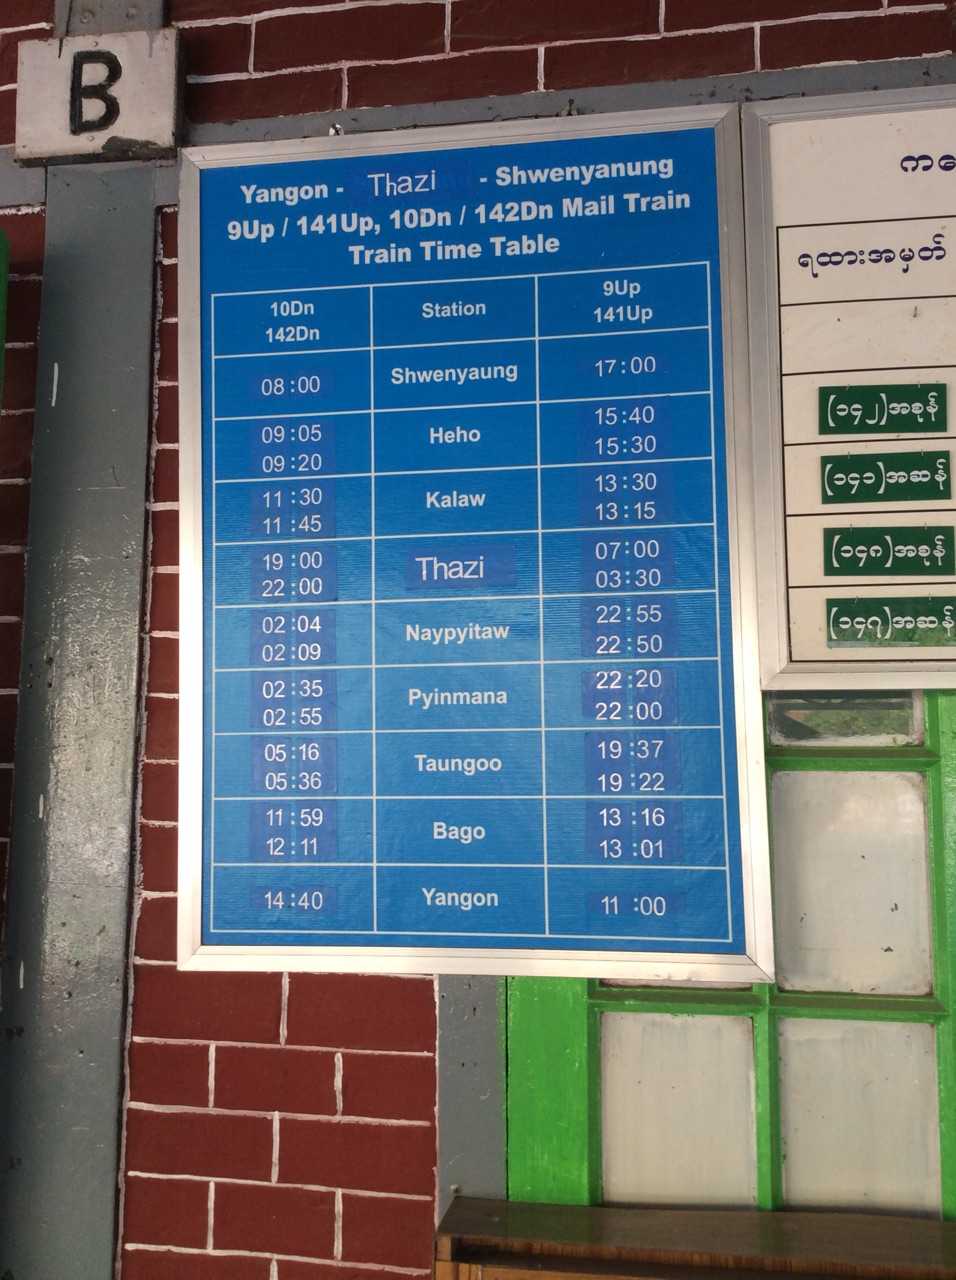 B
Yangon - Thazi - Shwenyanung
9Up / 141Up, 10Dn / 142Dn Mail Train
Train Time Table
10Dn
142Dn
Station
9Up
141Up
08:00
Shwenyaung
17:00
09:05
09:20
Heho
15:40
15:30
11:30
11:45
Kalaw
13:30
13:15
19:00
22:00
Thazi
07:00
03:30
02:04
02:09
Naypyitaw
22:55
22:50
02:35
02:55
Pyinmana
22:20
22:00
05:16
05:36
Taungoo
19:37
19:22
11:59
12:11
Bago
13:16
13:01
14:40
Yangon
11:00
ရထားအမှတ်
(၁၄၂)အစုန်
(၁၄၁)အဆန်
(၁၄၈)အစုန်
(၁၄၇)အဆန်